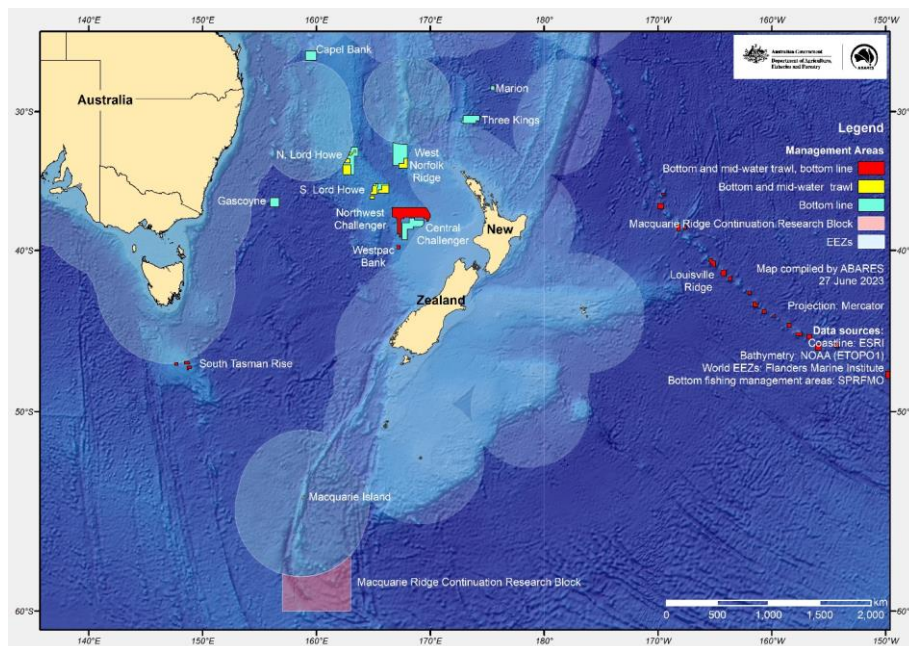 140°E 150°E 160°E 170°E 180° 170°W 160°W 150°W
Capel Bank
Australian Government
Department of Agriculture,
Fisheries and Forestry
ABARES
Marion
Australia
30°S 30°S
Three Kings
Legend
Management Areas
N. Lord Howe
West
Norfolk
Ridge
Bottom and mid-water trawl, bottom line
S. Lord Howe
Bottom and mid-water trawl
Gascoyne
Bottom line
Northwest
Challenger
Central
Challenger
New
Macquarie Ridge Continuation Research Block
EEZs
40°S 40°S
Westpac
Bank
Louisville
Ridge
Map compiled by ABARES
27 June 2023
Zealand
Projection: Mercator
Data sources:
Coastline: ESRI
Bathymetry: NOAA (ETOPO1)
World EEZs: Flanders Marine Institute
Bottom fishing management areas: SPRFMO
South Tasman Rise
50°S 50°S
Macquarie Island
Macquarie Ridge Continuation Research Block
km
0 500 1,000 1,500 2,000
60°S 60°S
140°E 150°E 160°E 170°E 180° 170°W 160°W 150°W